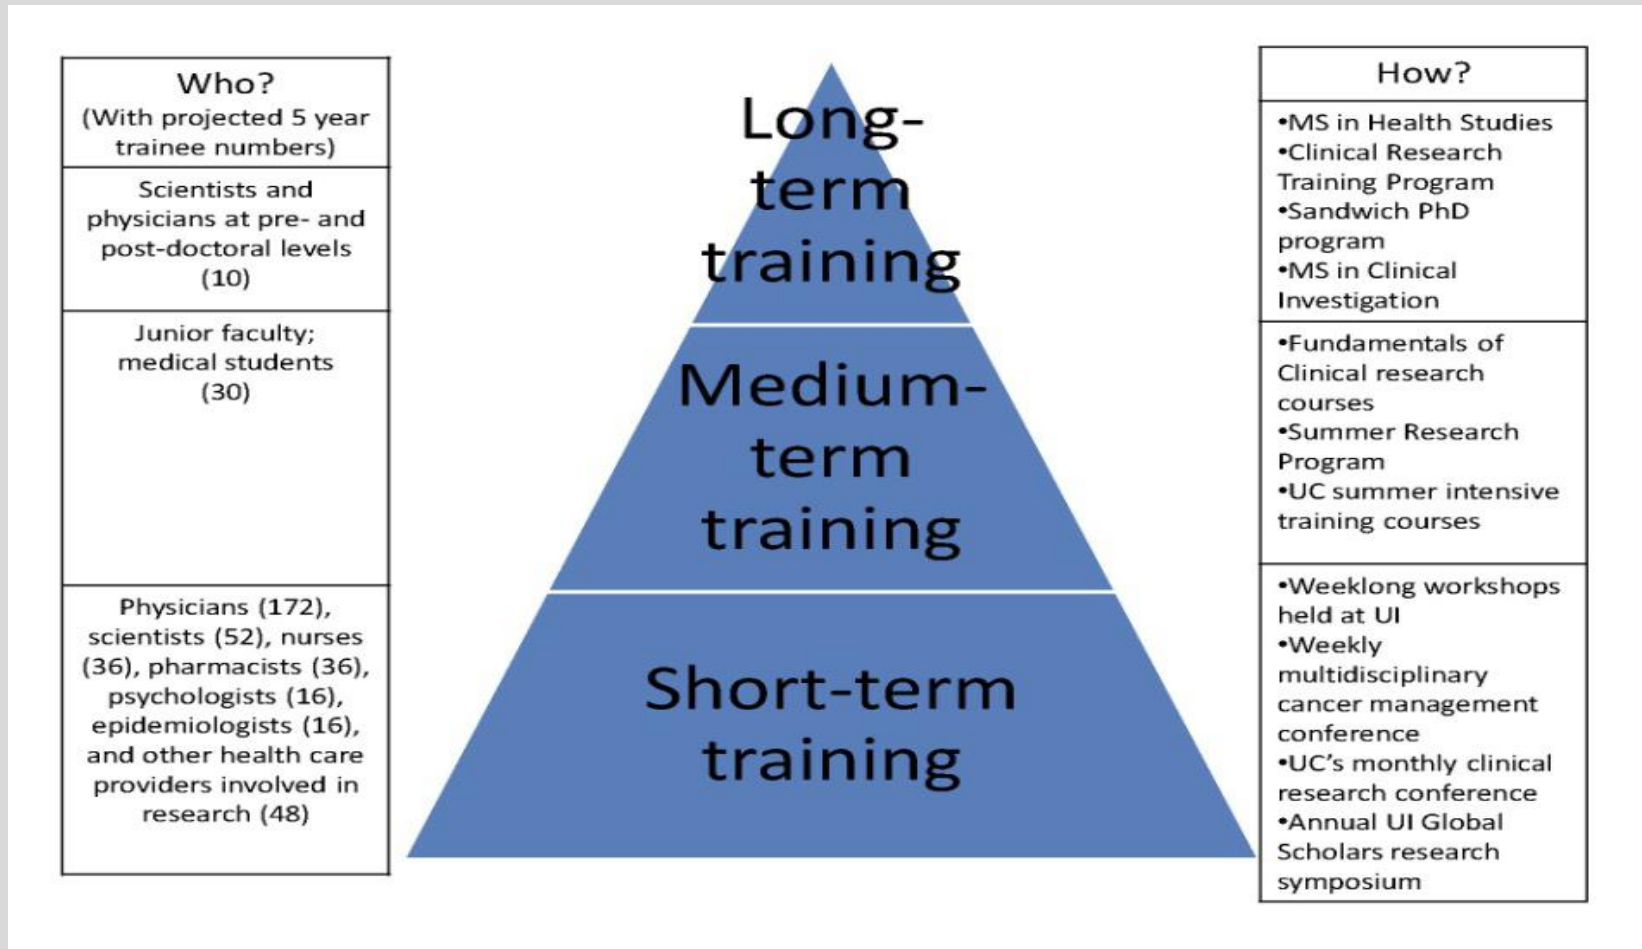 Who?
(With projected 5 year
trainee numbers)
Scientists and
physicians at pre- and
post-doctoral levels
(10)
Junior faculty;
medical students
(30)
Physicians (172),
scientists (52), nurses
(36), pharmacists (36),
psychologists (16),
epidemiologists (16),
and other health care
providers involved in
research (48)
Long-
term
training
Medium-
term
training
Short-term
training
How?
•MS in Health Studies
•Clinical Research
Training Program
•Sandwich PhD
program
•MS in Clinical
Investigation
•Fundamentals of
Clinical research
courses
•Summer Research
Program
•UC summer intensive
training courses
•Weeklong workshops
held at UI
•Weekly
multidisciplinary
cancer management
conference
•UC’s monthly clinical
research conference
•Annual UI Global
Scholars research
symposium